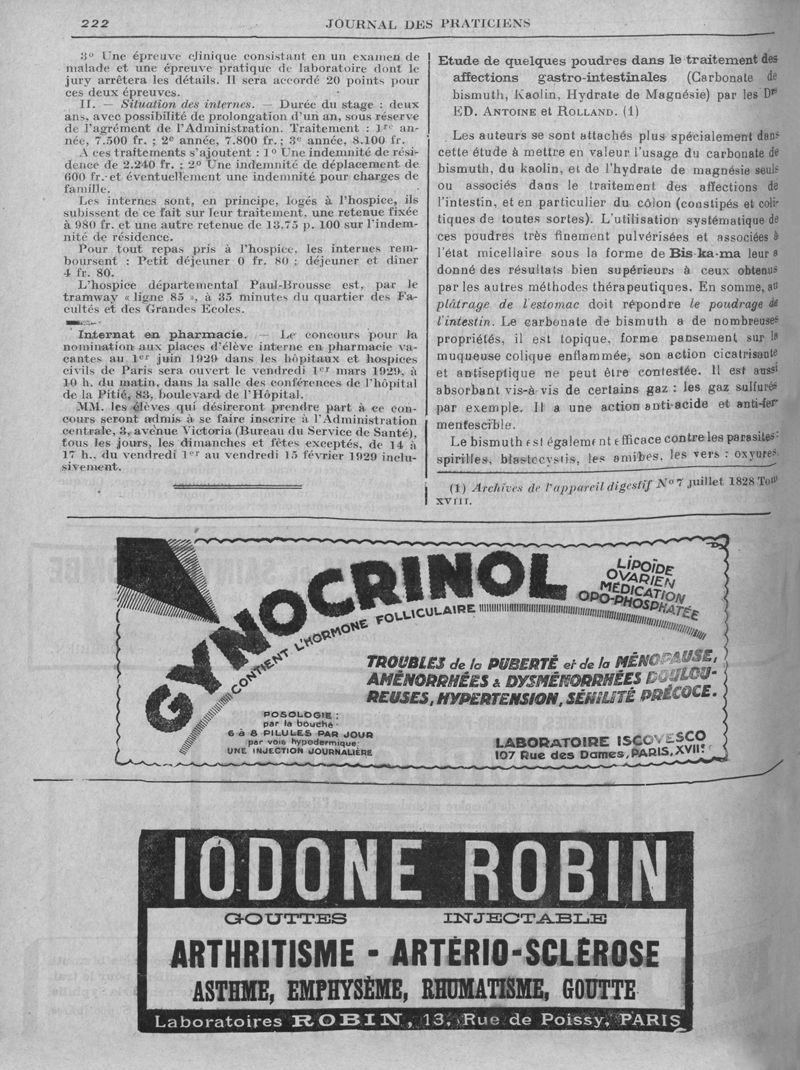 222
JOURNAL DES PRATICIENS
3º Une épreuve clinique consistant en un examen de
malade et une épreuve pratique de laboratoire dont le
jury arrêtera les détails. Il sera accordé 20 points pour
ces deux épreuves.
II. — Situation des internes. — Durée du stage : deux
ans, avec possibilité de prolongation d'un an, sous réserve
de l'agrément de l'Administration. Traitement : 1re an-
née, 7.500 fr. ; 2e année, 7.800 fr. ; 3e année, 8.100 fr.
A ces traitements s'ajoutent : 1º Une indemnité de rési-
dence de 2.240 fr. ; 2º Une indemnité de déplacement de
600 fr. et éventuellement une indemnité pour charges de
famille.
Les internes sont, en principe, logés à l'hospice, ils
subissent de ce fait sur leur traitement, une retenue fixée
à 980 fr. et une autre retenue de 13,75 p. 100 sur l'indem-
nité de résidence.
Pour tout repas pris à l'hospice, les internes rem-
boursent : Petit déjeuner 0 fr. 80 ; déjeuner et diner
4 fr. 80.
L'hospice départemental Paul-Brousse est, par le
tramway « ligne 85 », à 35 minutes du quartier des Fa-
cultés et des Grandes Ecoles.
Internat en pharmacie. — Le concours pour la
nomination aux places d'élève interne en pharmacie va-
cantes au 1er juin 1929 dans les hôpitaux et hospices
civils de Paris sera ouvert le vendredi 1er mars 1929, à
10 h. du matin, dans la salle des conférences de l'hôpital
de la Pitié, 83, boulevard de l'Hôpital.
MM. les élèves qui désireront prendre part à ce con-
cours seront admis à se faire inscrire à l'Administration
centrale, 3, avenue Victoria (Bureau du Service de Santé),
tous les jours, les dimanches et fêtes exceptés, de 14 à
17 h., du vendredi 1er au vendredi 15 février 1929 inclu-
sivement.
Etude de quelques poudres dans le traitement des
affections gastro-intestinales (Carbonate de
bismuth, Kaolin, Hydrate de Magnésie) par les Drs
ED. ANTOINE et ROLLAND. (1)
Les auteurs se sont attachés plus spécialement dans
cette étude à mettre en valeur l'usage du carbonate de
bismuth, du kaolin, et de l'hydrate de magnésie seuls
ou associés dans le traitement des affections de
l'intestin, et en particulier du côlon (constipés et coli-
tiques de toutes sortes). L'utilisation systématique de
ces poudres très finement pulvérisées et associées à
l'état micellaire sous la forme de Bis-ka-ma leur a
donné des résultats bien supérieurs à ceux obtenus
par les autres méthodes thérapeutiques. En somme, au
plâtrage de l'estomac doit répondre le poudrage de
l'intestin. Le carbonate de bismuth a de nombreuses
propriétés, il est topique, forme pansement sur la
muqueuse colique enflammée, son action cicatrisante
et antiseptique ne peut être contestée. Il est aussi
absorbant vis-à vis de certains gaz : les gaz sulfurés
par exemple. Il a une action anti-acide et anti-fer
mentescible.
Le bismuth est également efficace contre les parasites :
spirilles, blastocystis, les amibes, les vers : oxyures,
(1) Archives de l'appareil digestif Nº 7 juillet 1828 Tom
XVIII.
GYNOCRINOL
CONTIENT L'HORMONE FOLLICULAIRE
LIPOÏDE
OVARIEN
MÉDICATION
OPO-PHOSPHATÉE
TROUBLES de la PUBERTÉ et de la MÉNOPAUSE,
AMÉNORRHÉES & DYSMÉNORRHÉES DOULOU-
REUSES, HYPERTENSION, SÉNILITÉ PRÉCOCE.
POSOLOGIE :
par la bouche
6 à 8 PILULES PAR JOUR
par voie hypodermique:
UNE INJECTION JOURNALIÈRE
LABORATOIRE ISCOVESCO
107 Rue des Dames, PARIS, XVIIe
IODONE ROBIN
GOUTTES INJECTABLE
ARTHRITISME - ARTÉRIO-SCLÉROSE
ASTHME, EMPHYSÈME, RHUMATISME, GOUTTE
Laboratoires ROBIN, 13, Rue de Poissy, PARIS